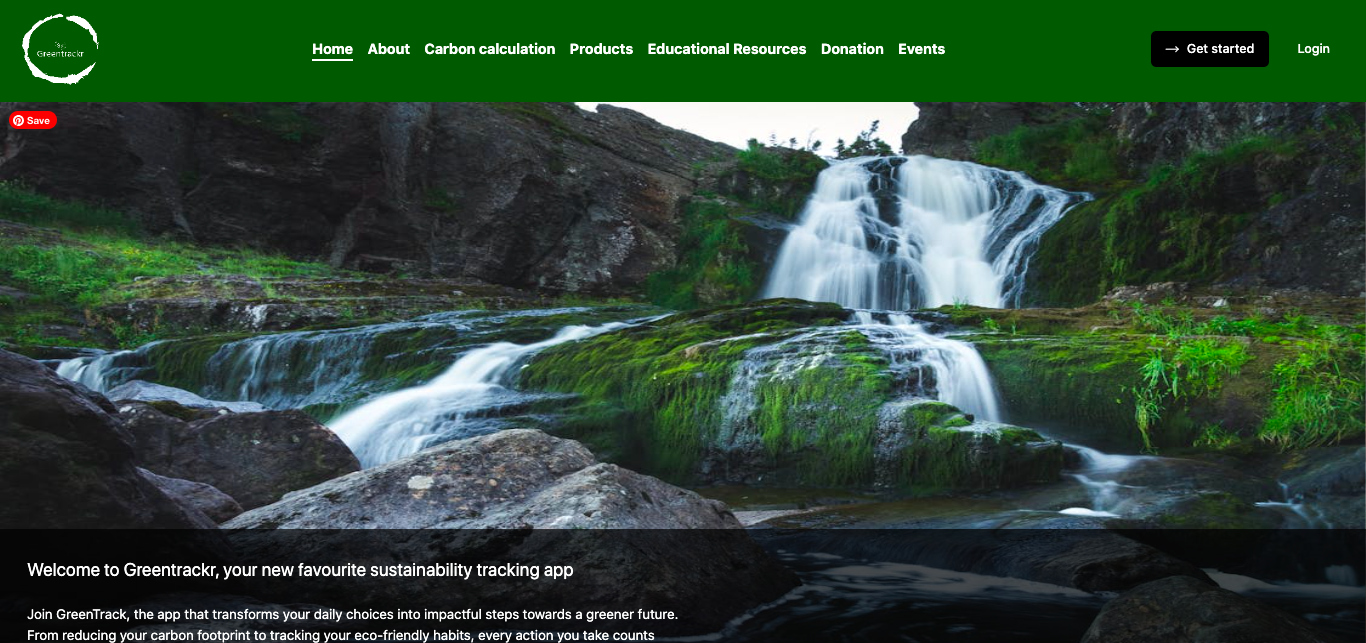 Greentrackr
Home About Carbon calculation Products Educational Resources Donation Events
→ Get started
Login
Save
Welcome to Greentrackr, your new favourite sustainability tracking app
Join GreenTrack, the app that transforms your daily choices into impactful steps towards a greener future.
From reducing your carbon footprint to tracking your eco-friendly habits, every action you take counts